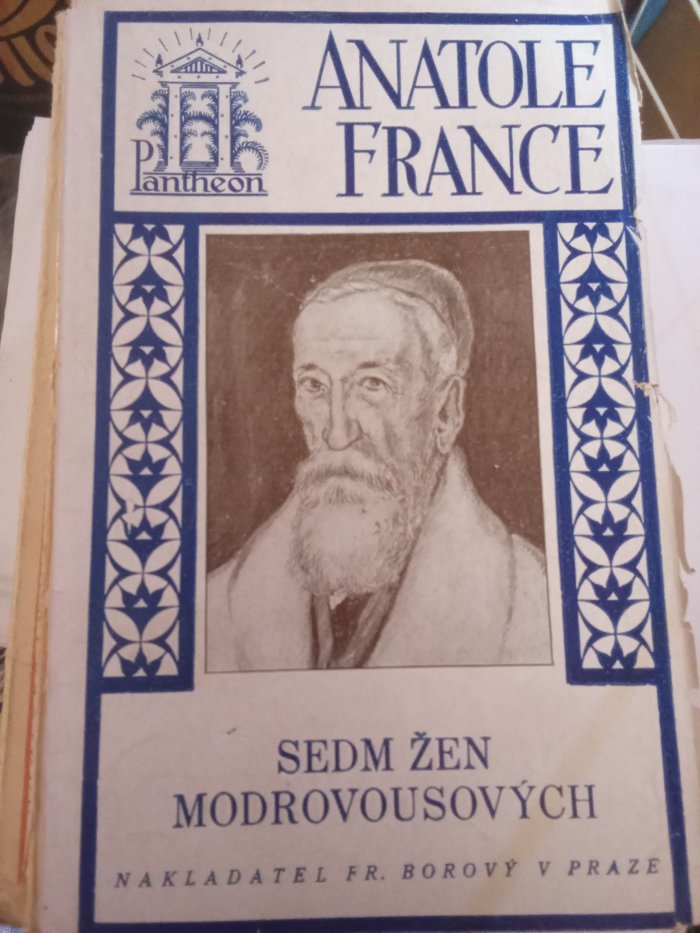 Pantheon
ANATOLE
FRANCE
SEDM ŽEN
MODROVOUSOVÝCH
NAKLADATEL FR. BOROVÝ V PRAZE